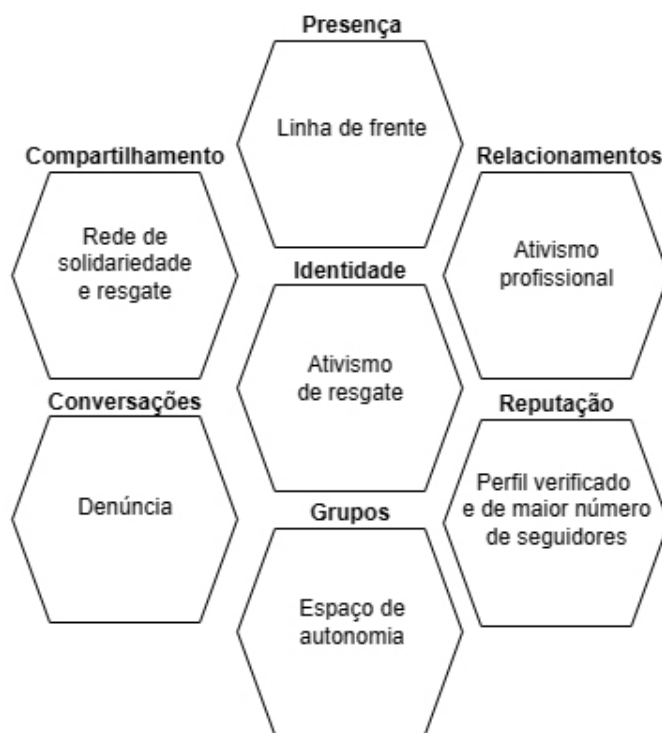 Presença
Linha de frente
Compartilhamento
Rede de
solidariedade
e resgate
Relacionamentos
Ativismo
profissional
Identidade
Ativismo
de resgate
Conversações
Denúncia
Reputação
Perfil verificado
e de maior número
de seguidores
Grupos
Espaço de
autonomia